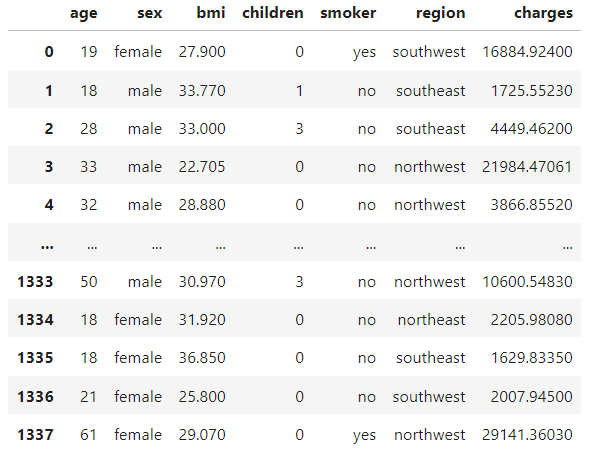 age sex bmi children smoker region charges
0 19 female 27.900 0 yes southwest 16884.92400
1 18 male 33.770 1 no southeast 1725.55230
2 28 male 33.000 3 no southeast 4449.46200
3 33 male 22.705 0 no northwest 21984.47061
4 32 male 28.880 0 no northwest 3866.85520
... ... ... ... ... ... ... ...
1333 50 male 30.970 3 no northwest 10600.54830
1334 18 female 31.920 0 no northeast 2205.98080
1335 18 female 36.850 0 no southeast 1629.83350
1336 21 female 25.800 0 no southwest 2007.94500
1337 61 female 29.070 0 yes northwest 29141.36030